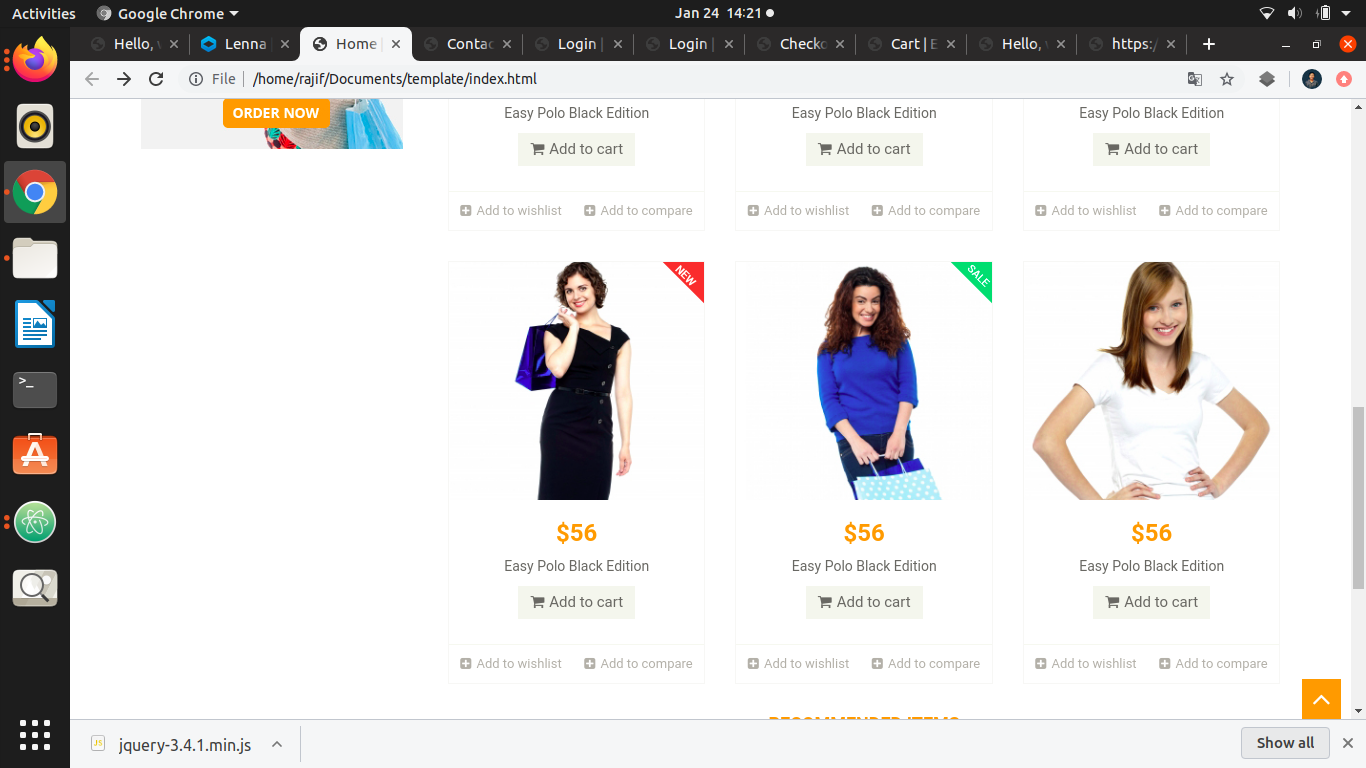 Activities
Google Chrome
Jan 24 14:21
Hello,
Lenna
Home |
Contac
Login |
Login |
Cart | E
Hello,
https:/
File
/home/rajif/Documents/template/index.html
ORDER NOW
Easy Polo Black Edition
Easy Polo Black Edition
Easy Polo Black Edition
Add to cart
Add to cart
Add to cart
Add to wishlist
Add to compare
Add to wishlist
Add to compare
Add to wishlist
Add to compare
NEW
SALE
$56
$56
$56
Easy Polo Black Edition
Easy Polo Black Edition
Easy Polo Black Edition
Add to cart
Add to cart
Add to cart
Add to wishlist
Add to compare
Add to wishlist
Add to compare
Add to wishlist
Add to compare
RECOMMENDED ITEMS
JS
jquery-3.4.1.min.js
Show all